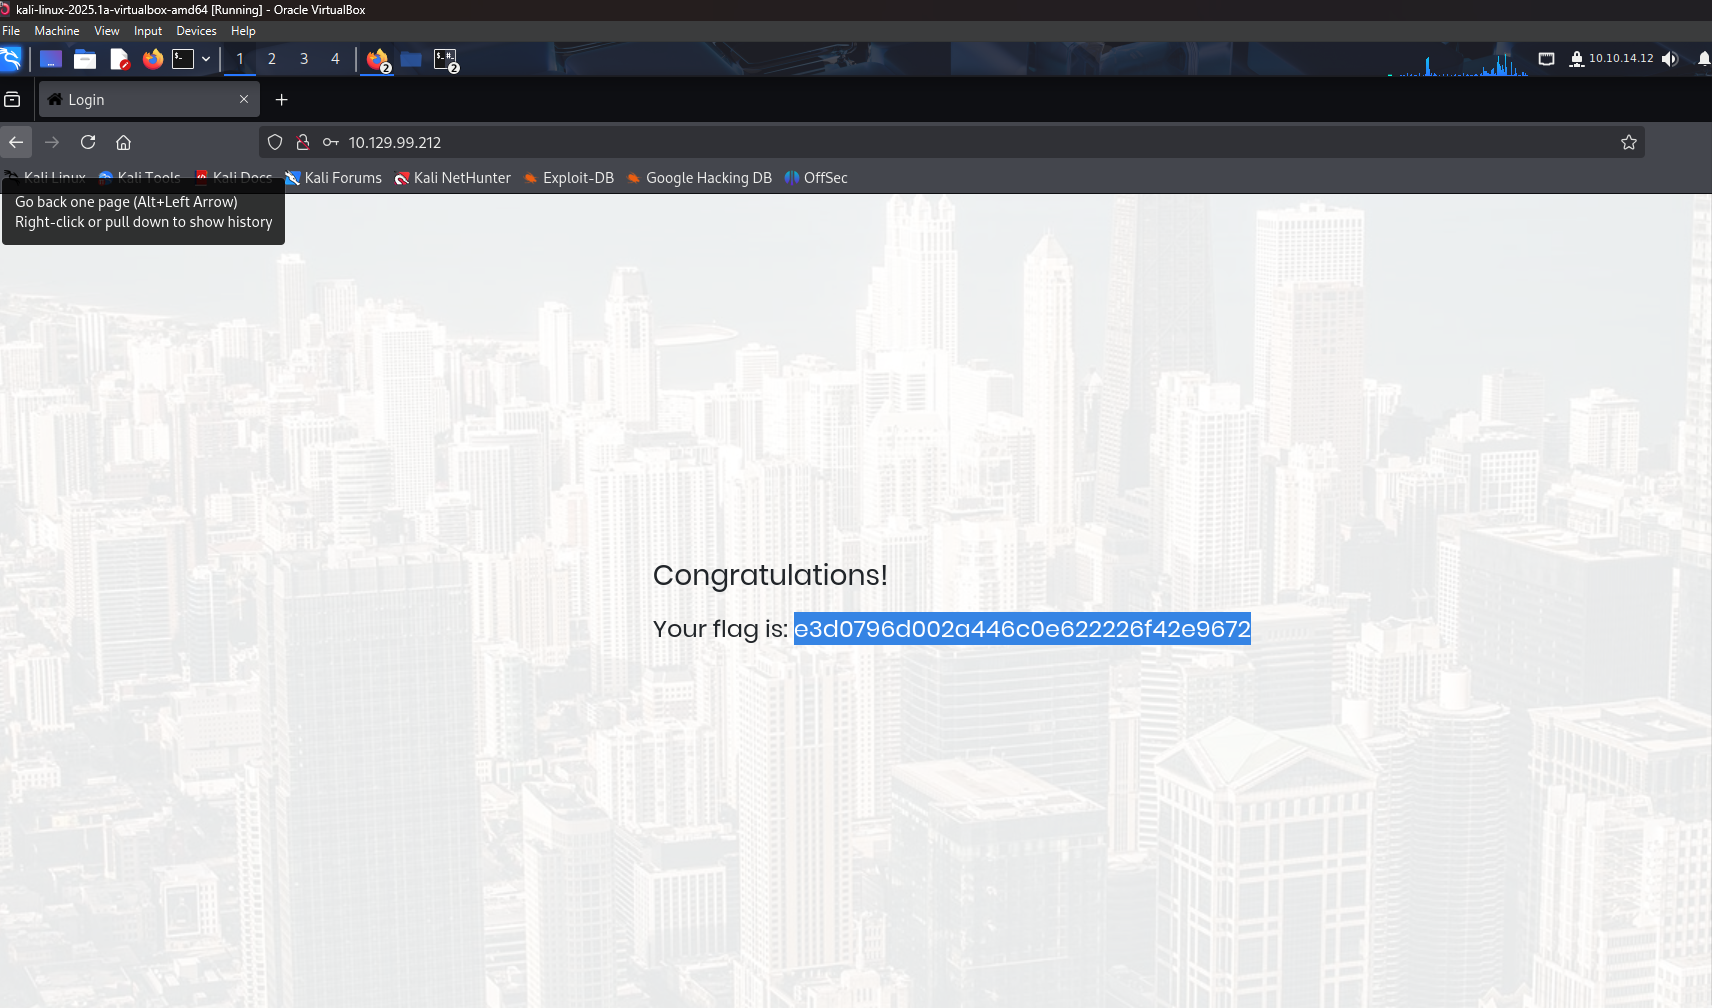 kali-linux-2025.1a-virtualbox-amd64 [Running] - Oracle VirtualBox
File Machine View Input Devices Help
1 2 3 4 2 2 10.10.14.12
Login
10.129.99.212
Kali Linux Kali Tools Kali Docs Kali Forums Kali NetHunter Exploit-DB Google Hacking DB OffSec
Go back one page (Alt+Left Arrow)
Right-click or pull down to show history
Congratulations!
Your flag is: e3d0796d002a446c0e622226f42e9672